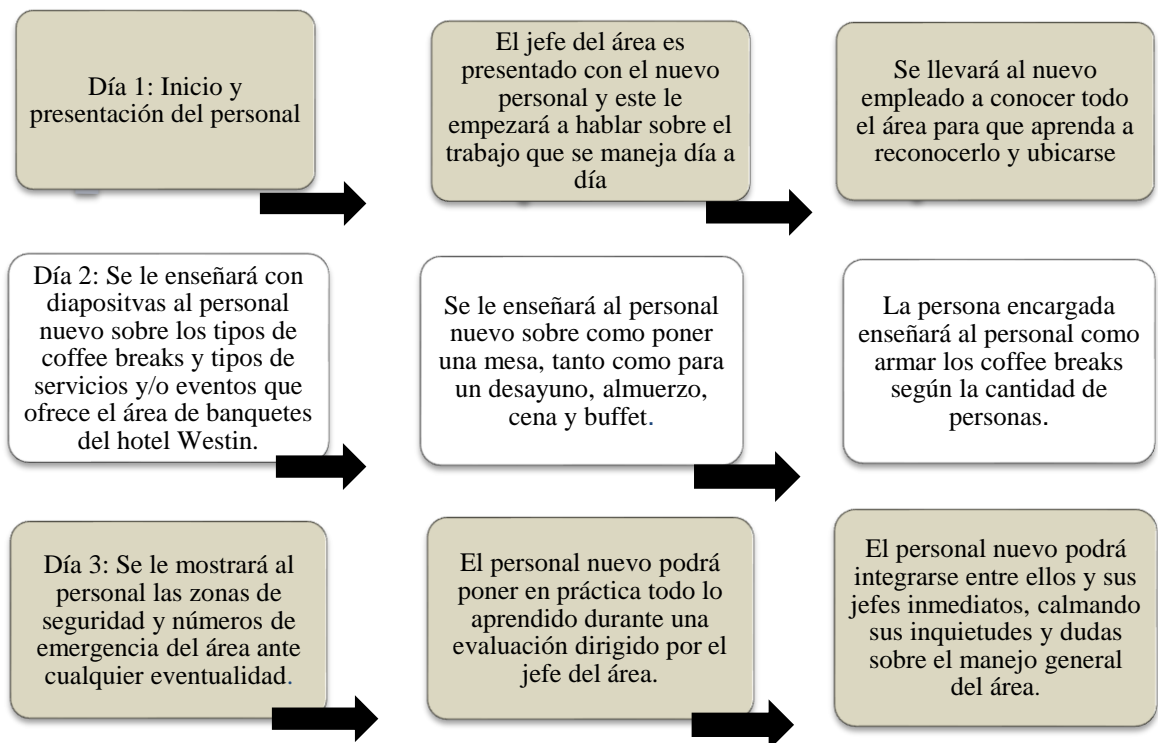 Día 1: Inicio y
presentación del personal
El jefe del área es
presentado con el nuevo
personal y este le
empezará a hablar sobre el
trabajo que se maneja día a
día
Se llevará al nuevo
empleado a conocer todo
el área para que aprenda a
reconocerlo y ubicarse
Día 2: Se le enseñará con
diapositvas al personal
nuevo sobre los tipos de
coffee breaks y tipos de
servicios y/o eventos que
ofrece el área de banquetes
del hotel Westin.
Se le enseñará al personal
nuevo sobre como poner
una mesa, tanto como para
un desayuno, almuerzo,
cena y buffet.
La persona encargada
enseñará al personal como
armar los coffee breaks
según la cantidad de
personas.
Día 3: Se le mostrará al
personal las zonas de
seguridad y números de
emergencia del área ante
cualquier eventualidad.
El personal nuevo podrá
poner en práctica todo lo
aprendido durante una
evaluación dirigido por el
jefe del área.
El personal nuevo podrá
integrarse entre ellos y sus
jefes inmediatos, calmando
sus inquietudes y dudas
sobre el manejo general
del área.